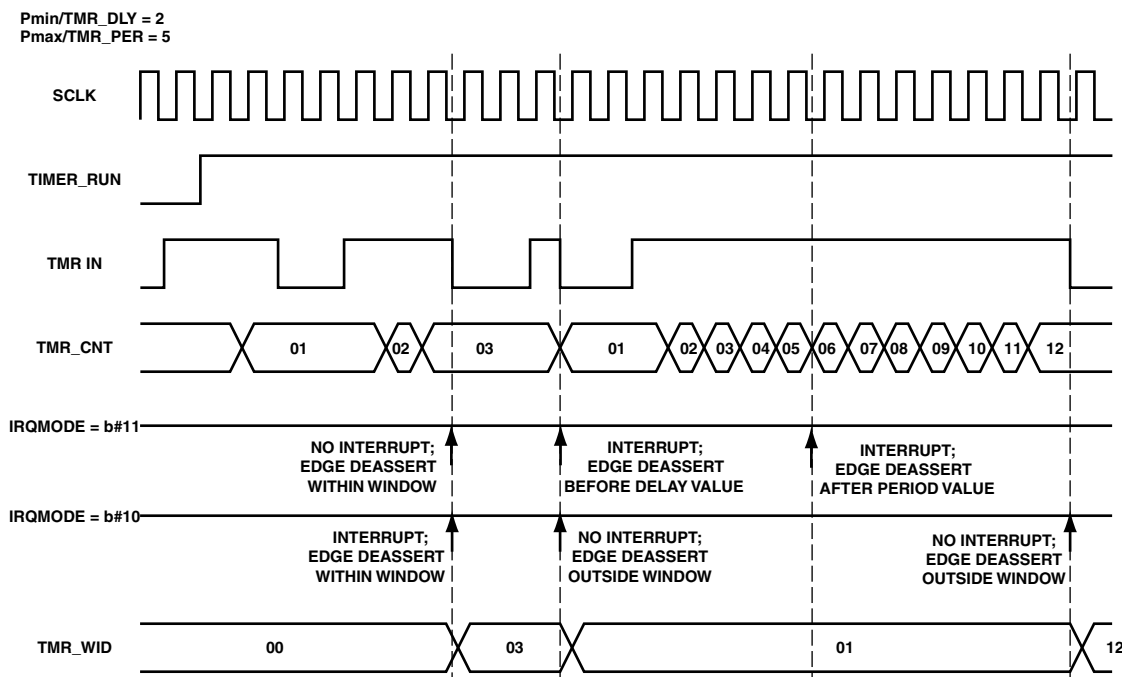 Pmin/TMR_DLY = 2
Pmax/TMR_PER = 5
SCLK
TIMER_RUN
TMR IN
TMR_CNT
01
02
03
01
02
03
04
05
06
07
08
09
10
11
12
IRQMODE = b#11
NO INTERRUPT;
EDGE DEASSERT
WITHIN WINDOW
INTERRUPT;
EDGE DEASSERT
BEFORE DELAY VALUE
INTERRUPT;
EDGE DEASSERT
AFTER PERIOD VALUE
IRQMODE = b#10
INTERRUPT;
EDGE DEASSERT
WITHIN WINDOW
NO INTERRUPT;
EDGE DEASSERT
OUTSIDE WINDOW
NO INTERRUPT;
EDGE DEASSERT
OUTSIDE WINDOW
TMR_WID
00
03
01
12